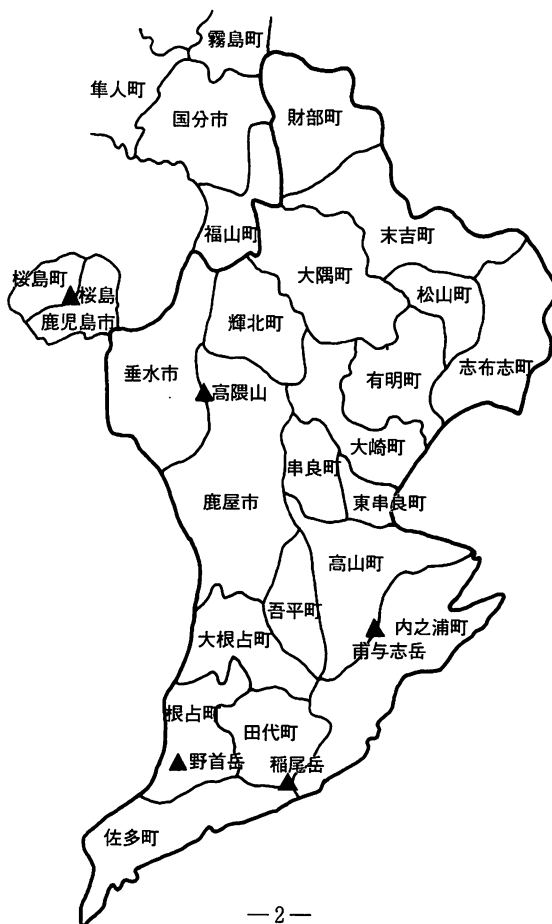 霧島町
隼人町
国分市
財部町
福山町
末吉町
大隅町
桜島町
桜島
松山町
鹿児島市
輝北町
垂水市
有明町
志布志町
高隈山
大崎町
串良町
鹿屋市
東串良町
高山町
吾平町
内之浦町
大根占町
甫与志岳
根占町
田代町
野首岳
稲尾岳
佐多町
—2—